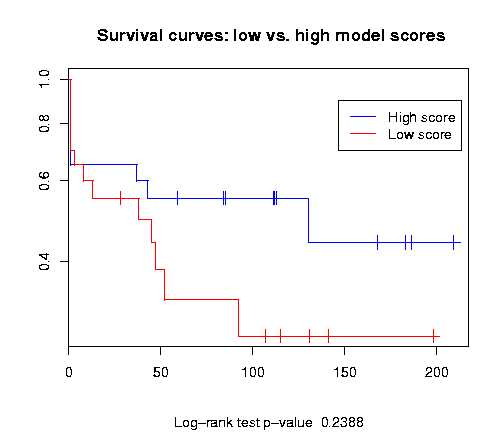 Survival curves: low vs. high model scores
1.0
0.8
0.6
0.4
High score
Low score
0 50 100 150 200
Log−rank test p−value 0.2388